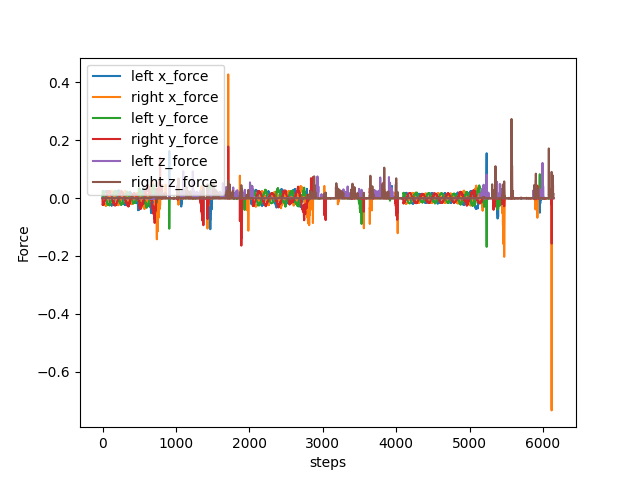 0.4
0.2
0.0
−0.2
−0.4
−0.6
Force
left x_force
right x_force
left y_force
right y_force
left z_force
right z_force
0
1000
2000
3000
4000
5000
6000
steps